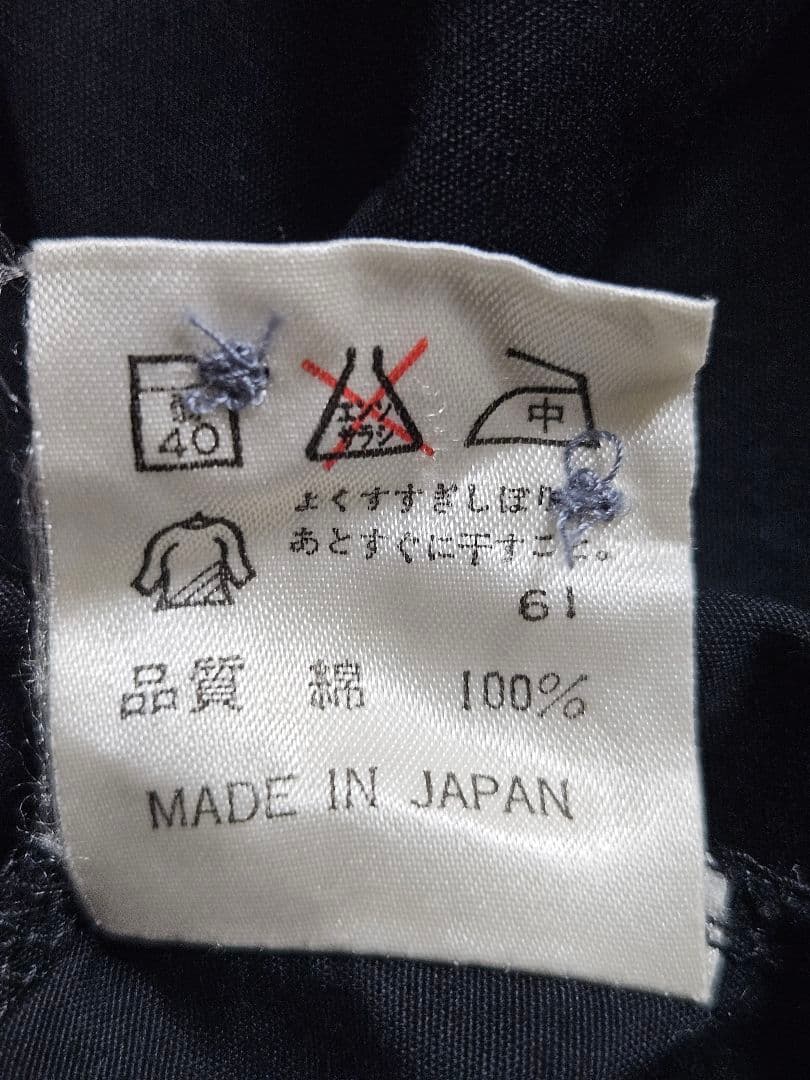 40
エンソ
サラシ
中
よくすすぎしぼり
あとすぐに干すこと。
61
品質 綿 100%
MADE IN JAPAN